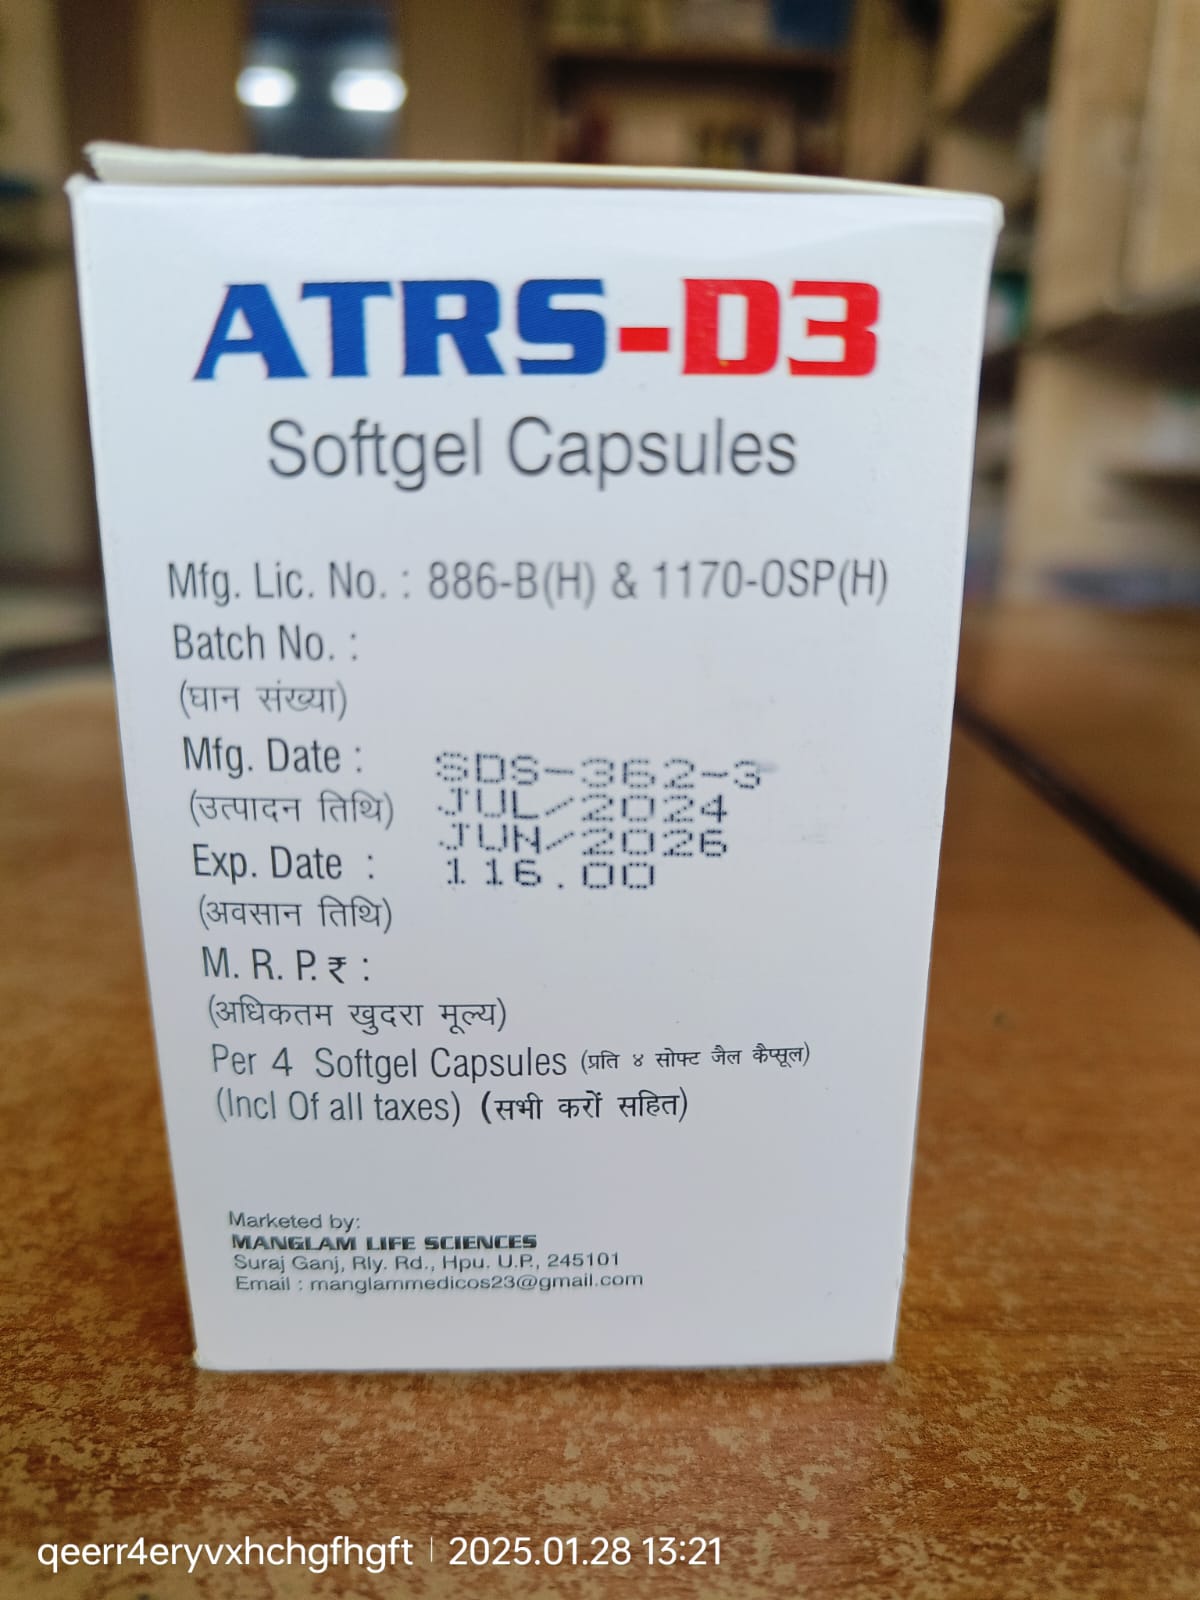 ATRS-D3
Softgel Capsules
Mfg. Lic. No. : 886-B(H) & 1170-OSP(H)
Batch No. :
(घान संख्या)
Mfg. Date :
(उत्पादन तिथि)
Exp. Date :
(अवसान तिथि)
M. R. P. ₹ :
(अधिकतम खुदरा मूल्य)
SDS-362-3
JUL/2024
JUN/2026
116.00
Per 4 Softgel Capsules (प्रति ४ सोफ्ट जैल कैप्सूल)
(Incl Of all taxes) (सभी करों सहित)
Marketed by:
MANGLAM LIFE SCIENCES
Suraj Ganj, Rly. Rd., Hpu. U.P., 245101
Email : manglammedicos23@gmail.com
qeerr4eryvxhchgfhgft | 2025.01.28 13:21